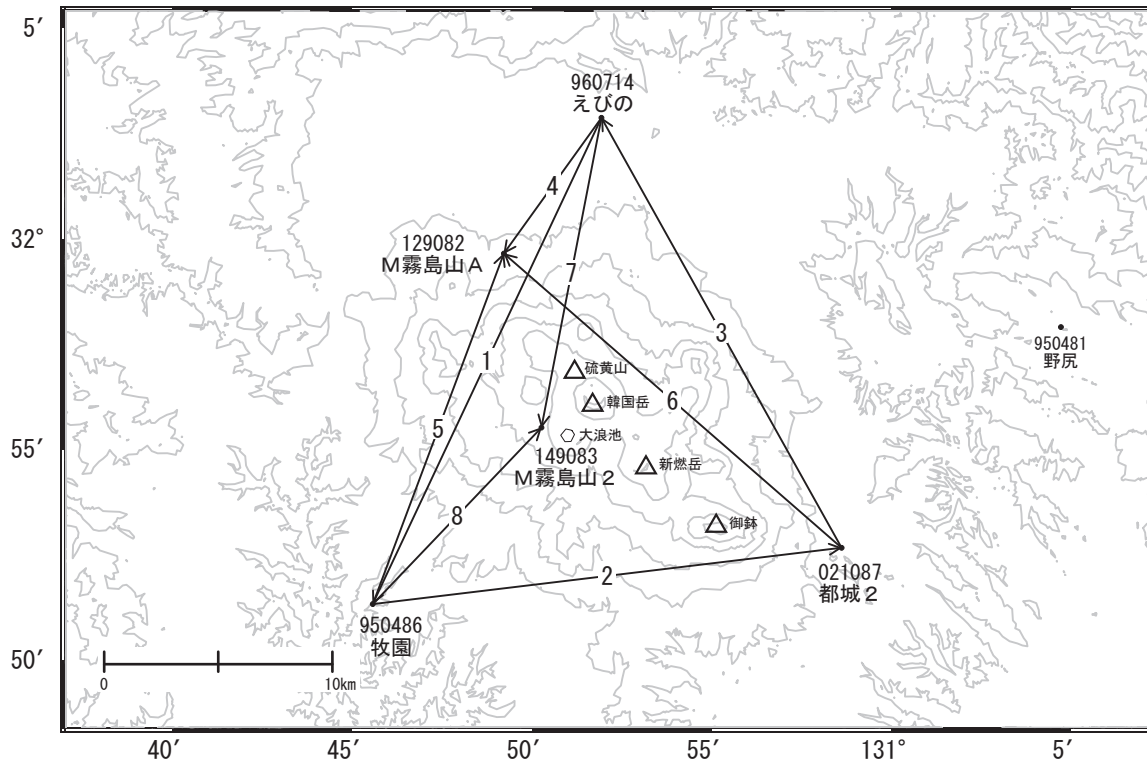 5′
960714
えびの
4
32°
129082
M霧島山A
7
3
950481
野尻
1
硫黄山
韓国岳
6
5
大浪池
55′
149083
M霧島山2
新燃岳
8
御鉢
2
021087
都城2
950486
牧園
50′
0
10km
40′
45′
50′
55′
131°
5′